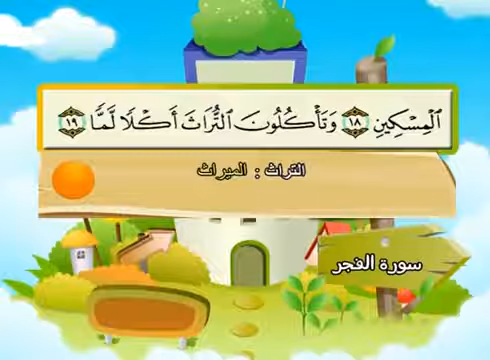 الْمِسْكِينِ ﴿١٨﴾ وَتَأْكُلُونَ التُّرَاثَ أَكْلًا لَّمًّا ﴿١٩﴾
التراث : الميراث
سورة الفجر